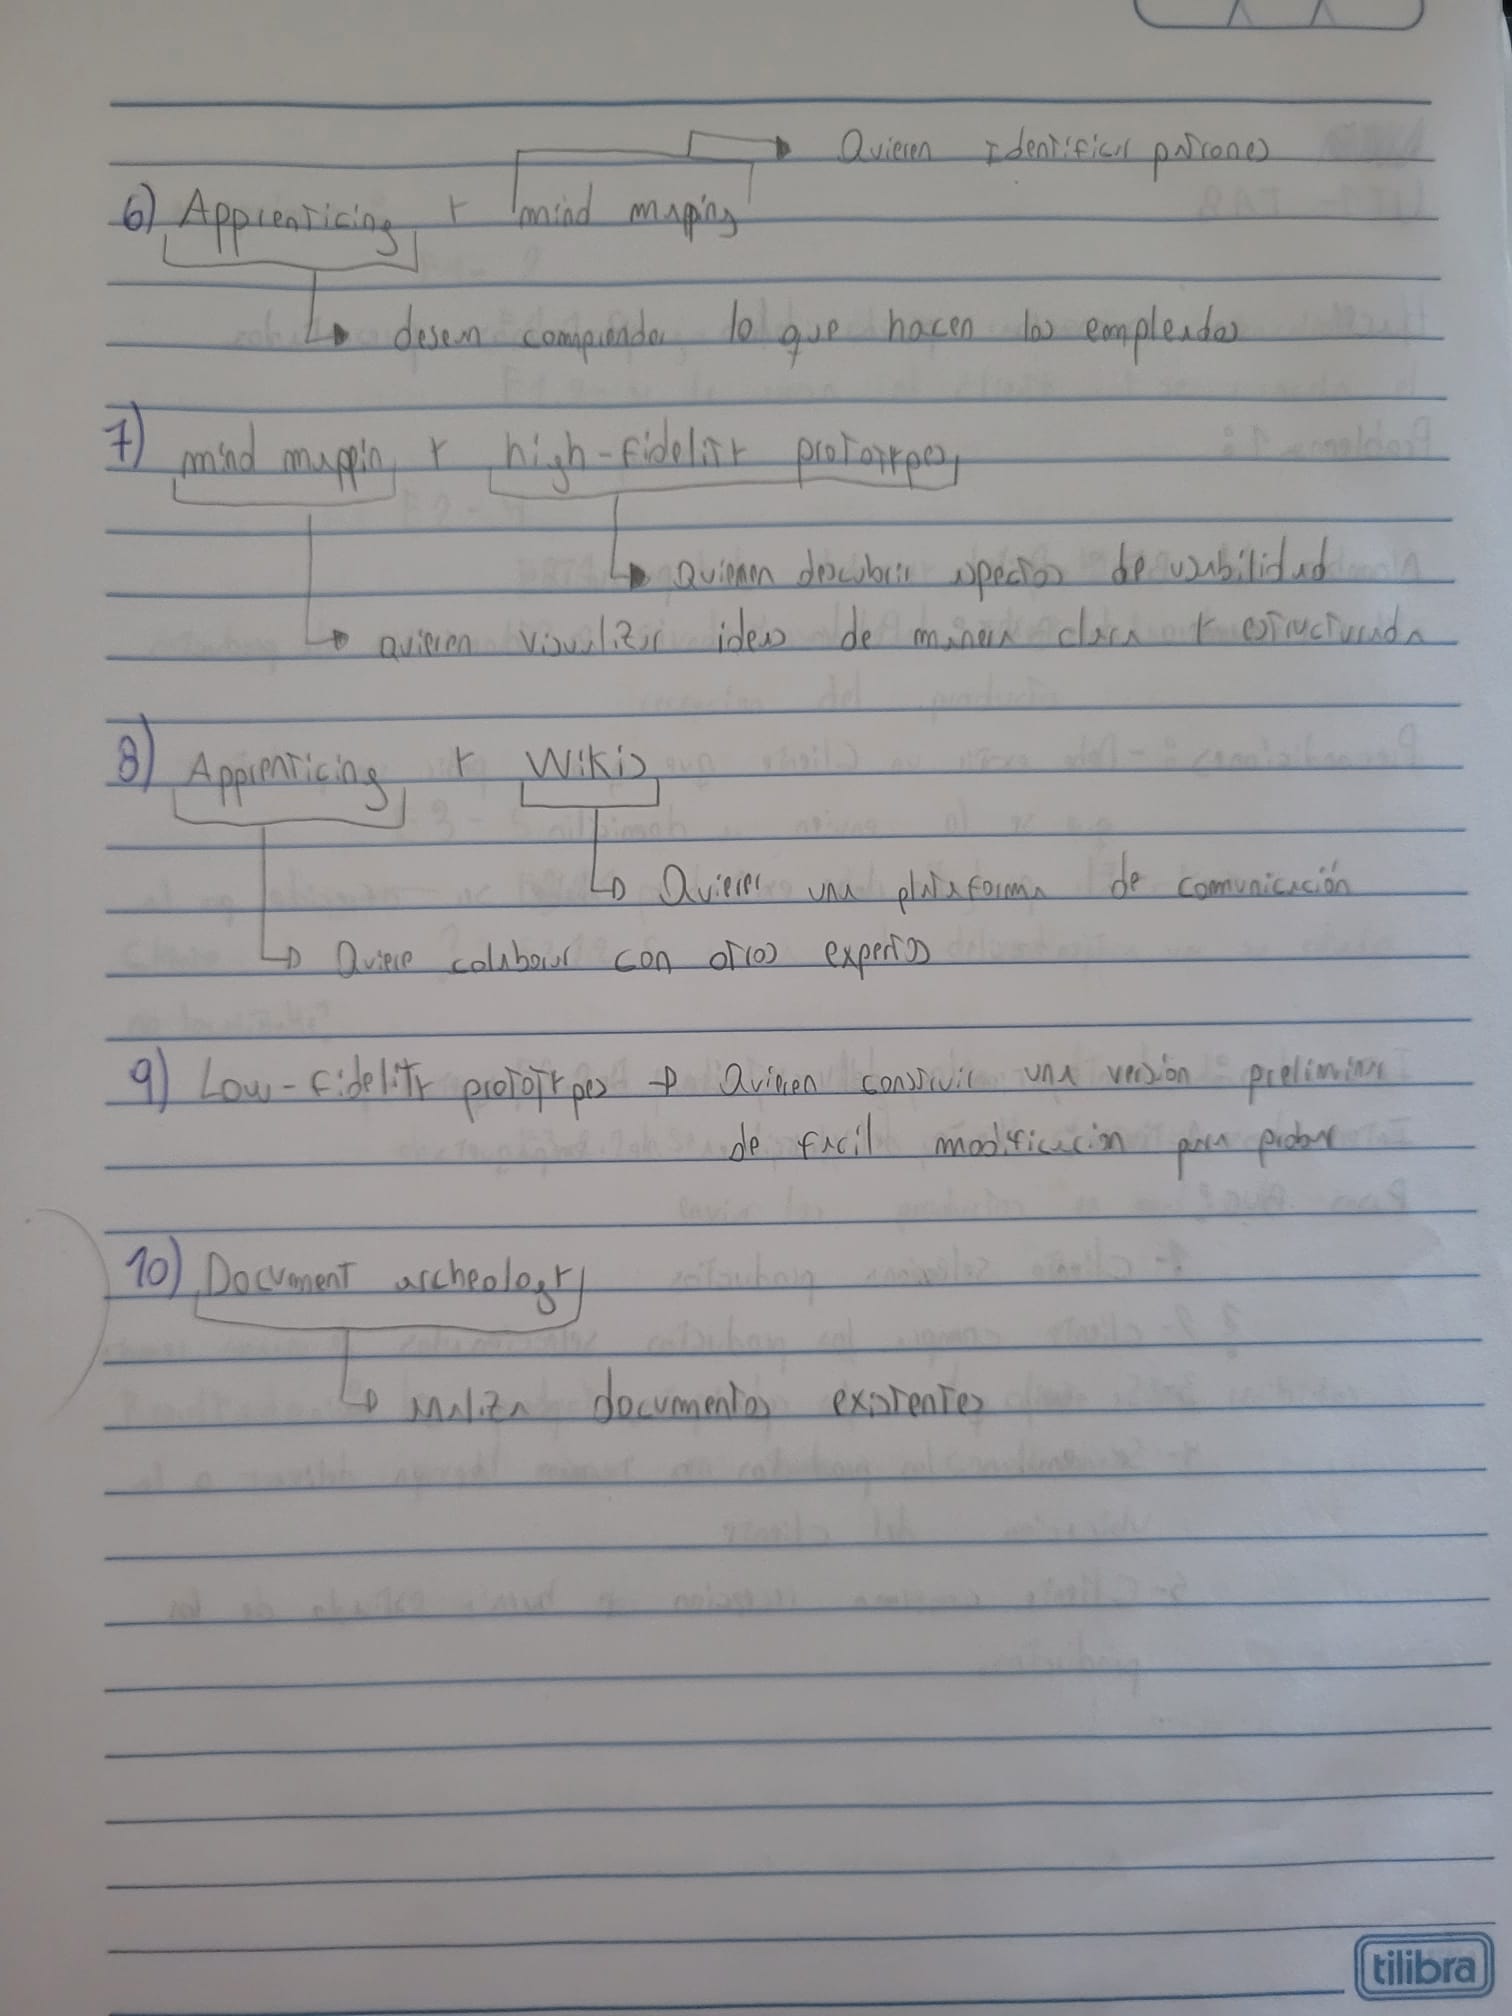 Quieren Identificar patrones
6) Apprenticing y mind mapping
desean comprender lo que hacen los empleados
7) mind mappin y high-fidelity prototypes
Quieren descubrir aspectos de usabilidad
quieren visualizar ideas de manera clara y estructurada
8) Apprenticing y Wikis
Quieren una plataforma de comunicación
Quiere colaborar con otros expertos
9) Low-fidelity prototypes → Quieren construir una versión preliminar
de facil modificacion para probar
10) Document archeology
analiza documentos existentes
tilibra